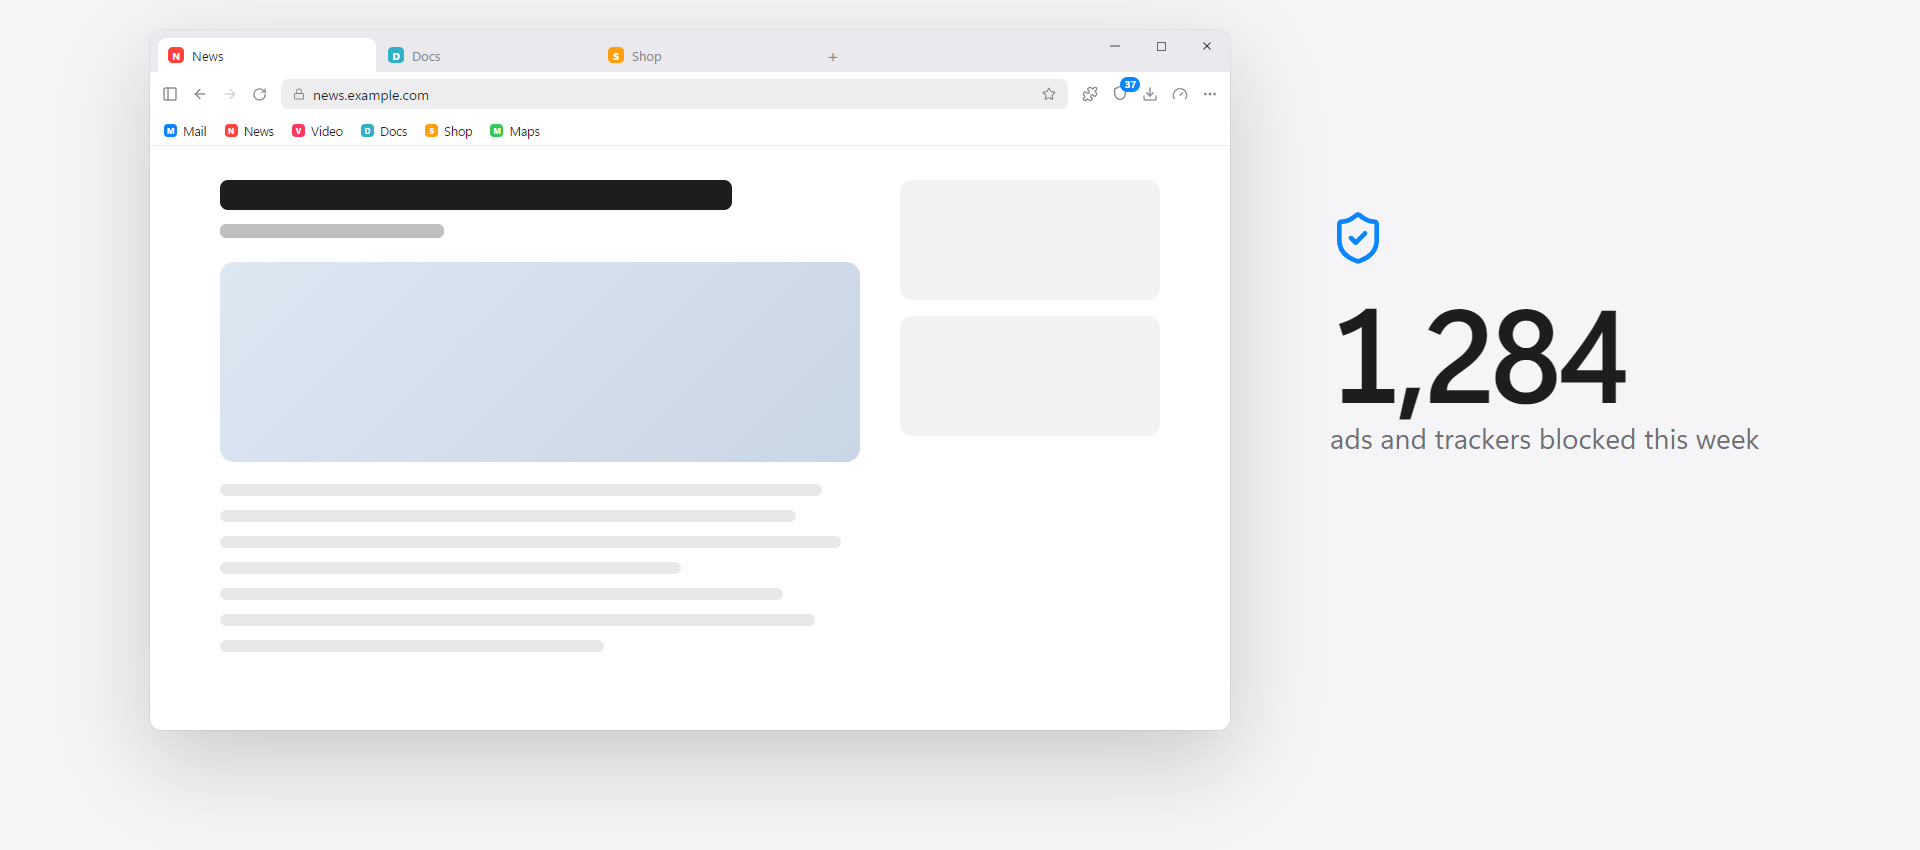 N News
D Docs
S Shop
+
news.example.com
37
M Mail
N News
V Video
D Docs
S Shop
M Maps
1,284
ads and trackers blocked this week